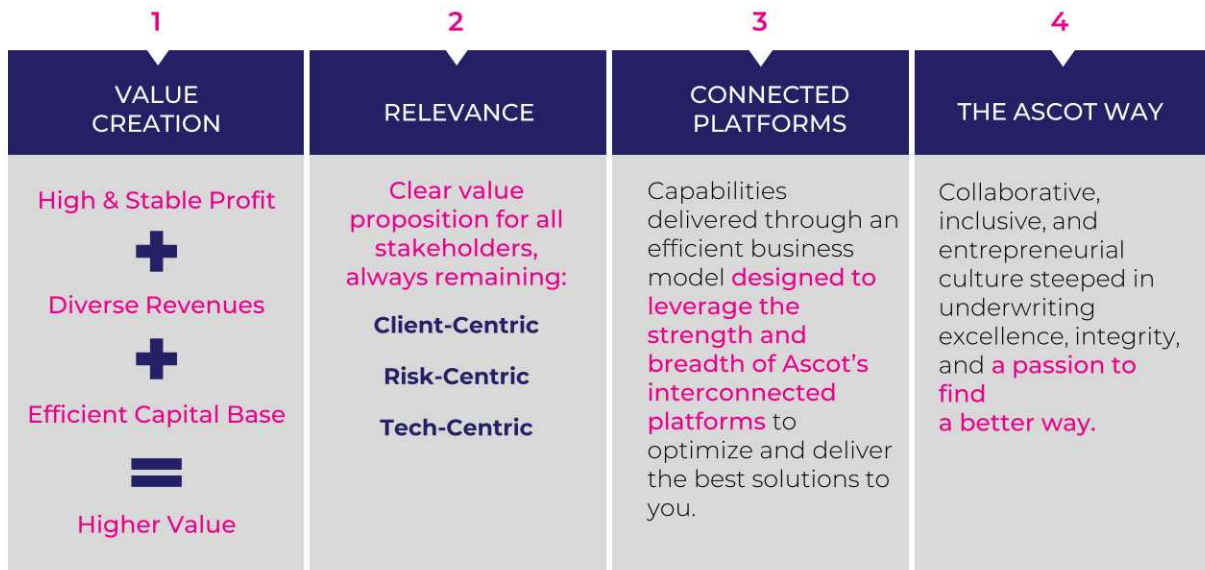 1
VALUE
CREATION
High & Stable Profit
+
Diverse Revenues
+
Efficient Capital Base
=
Higher Value
2
RELEVANCE
Clear value
proposition for all
stakeholders,
always remaining:
Client-Centric
Risk-Centric
Tech-Centric
3
CONNECTED
PLATFORMS
Capabilities
delivered through an
efficient business
model designed to
leverage the
strength and
breadth of Ascot’s
interconnected
platforms to
optimize and deliver
the best solutions to
you.
4
THE ASCOT WAY
Collaborative,
inclusive, and
entrepreneurial
culture steeped in
underwriting
excellence, integrity,
and a passion to
find
a better way.